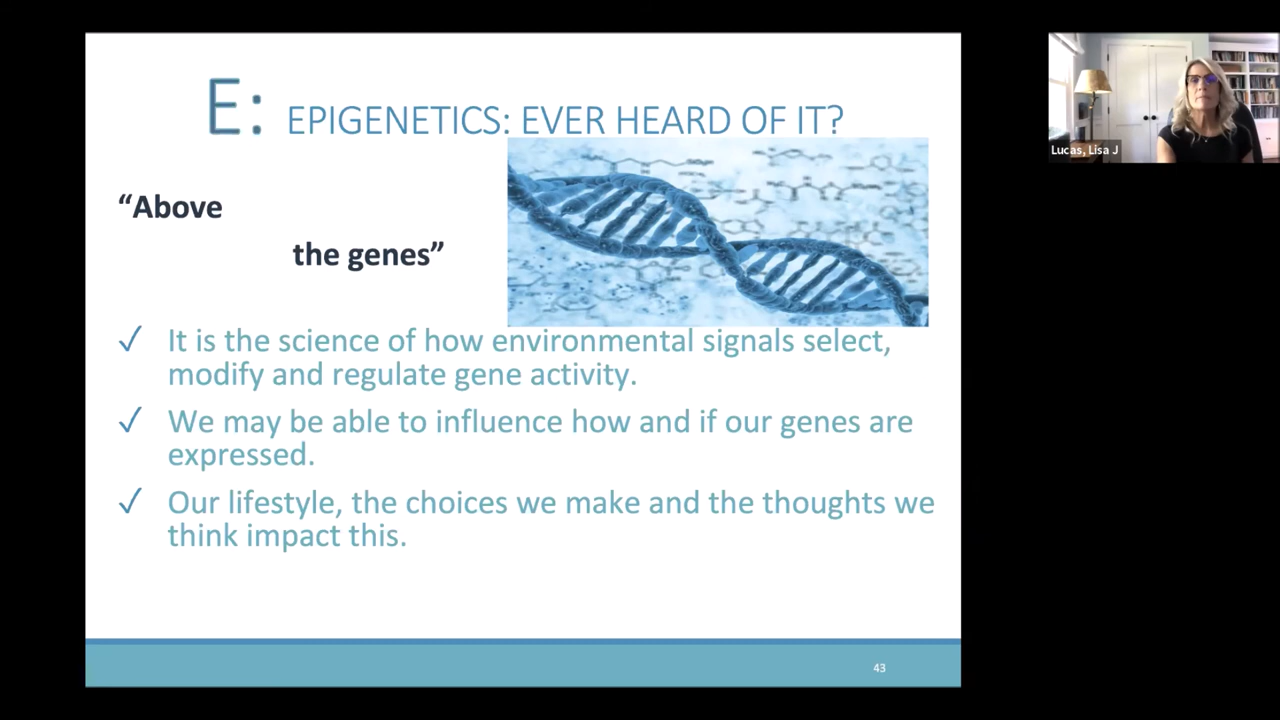 E: EPIGENETICS: EVER HEARD OF IT?
“Above
the genes”
✓ It is the science of how environmental signals select,
modify and regulate gene activity.
✓ We may be able to influence how and if our genes are
expressed.
✓ Our lifestyle, the choices we make and the thoughts we
think impact this.
43
Lucas, Lisa J